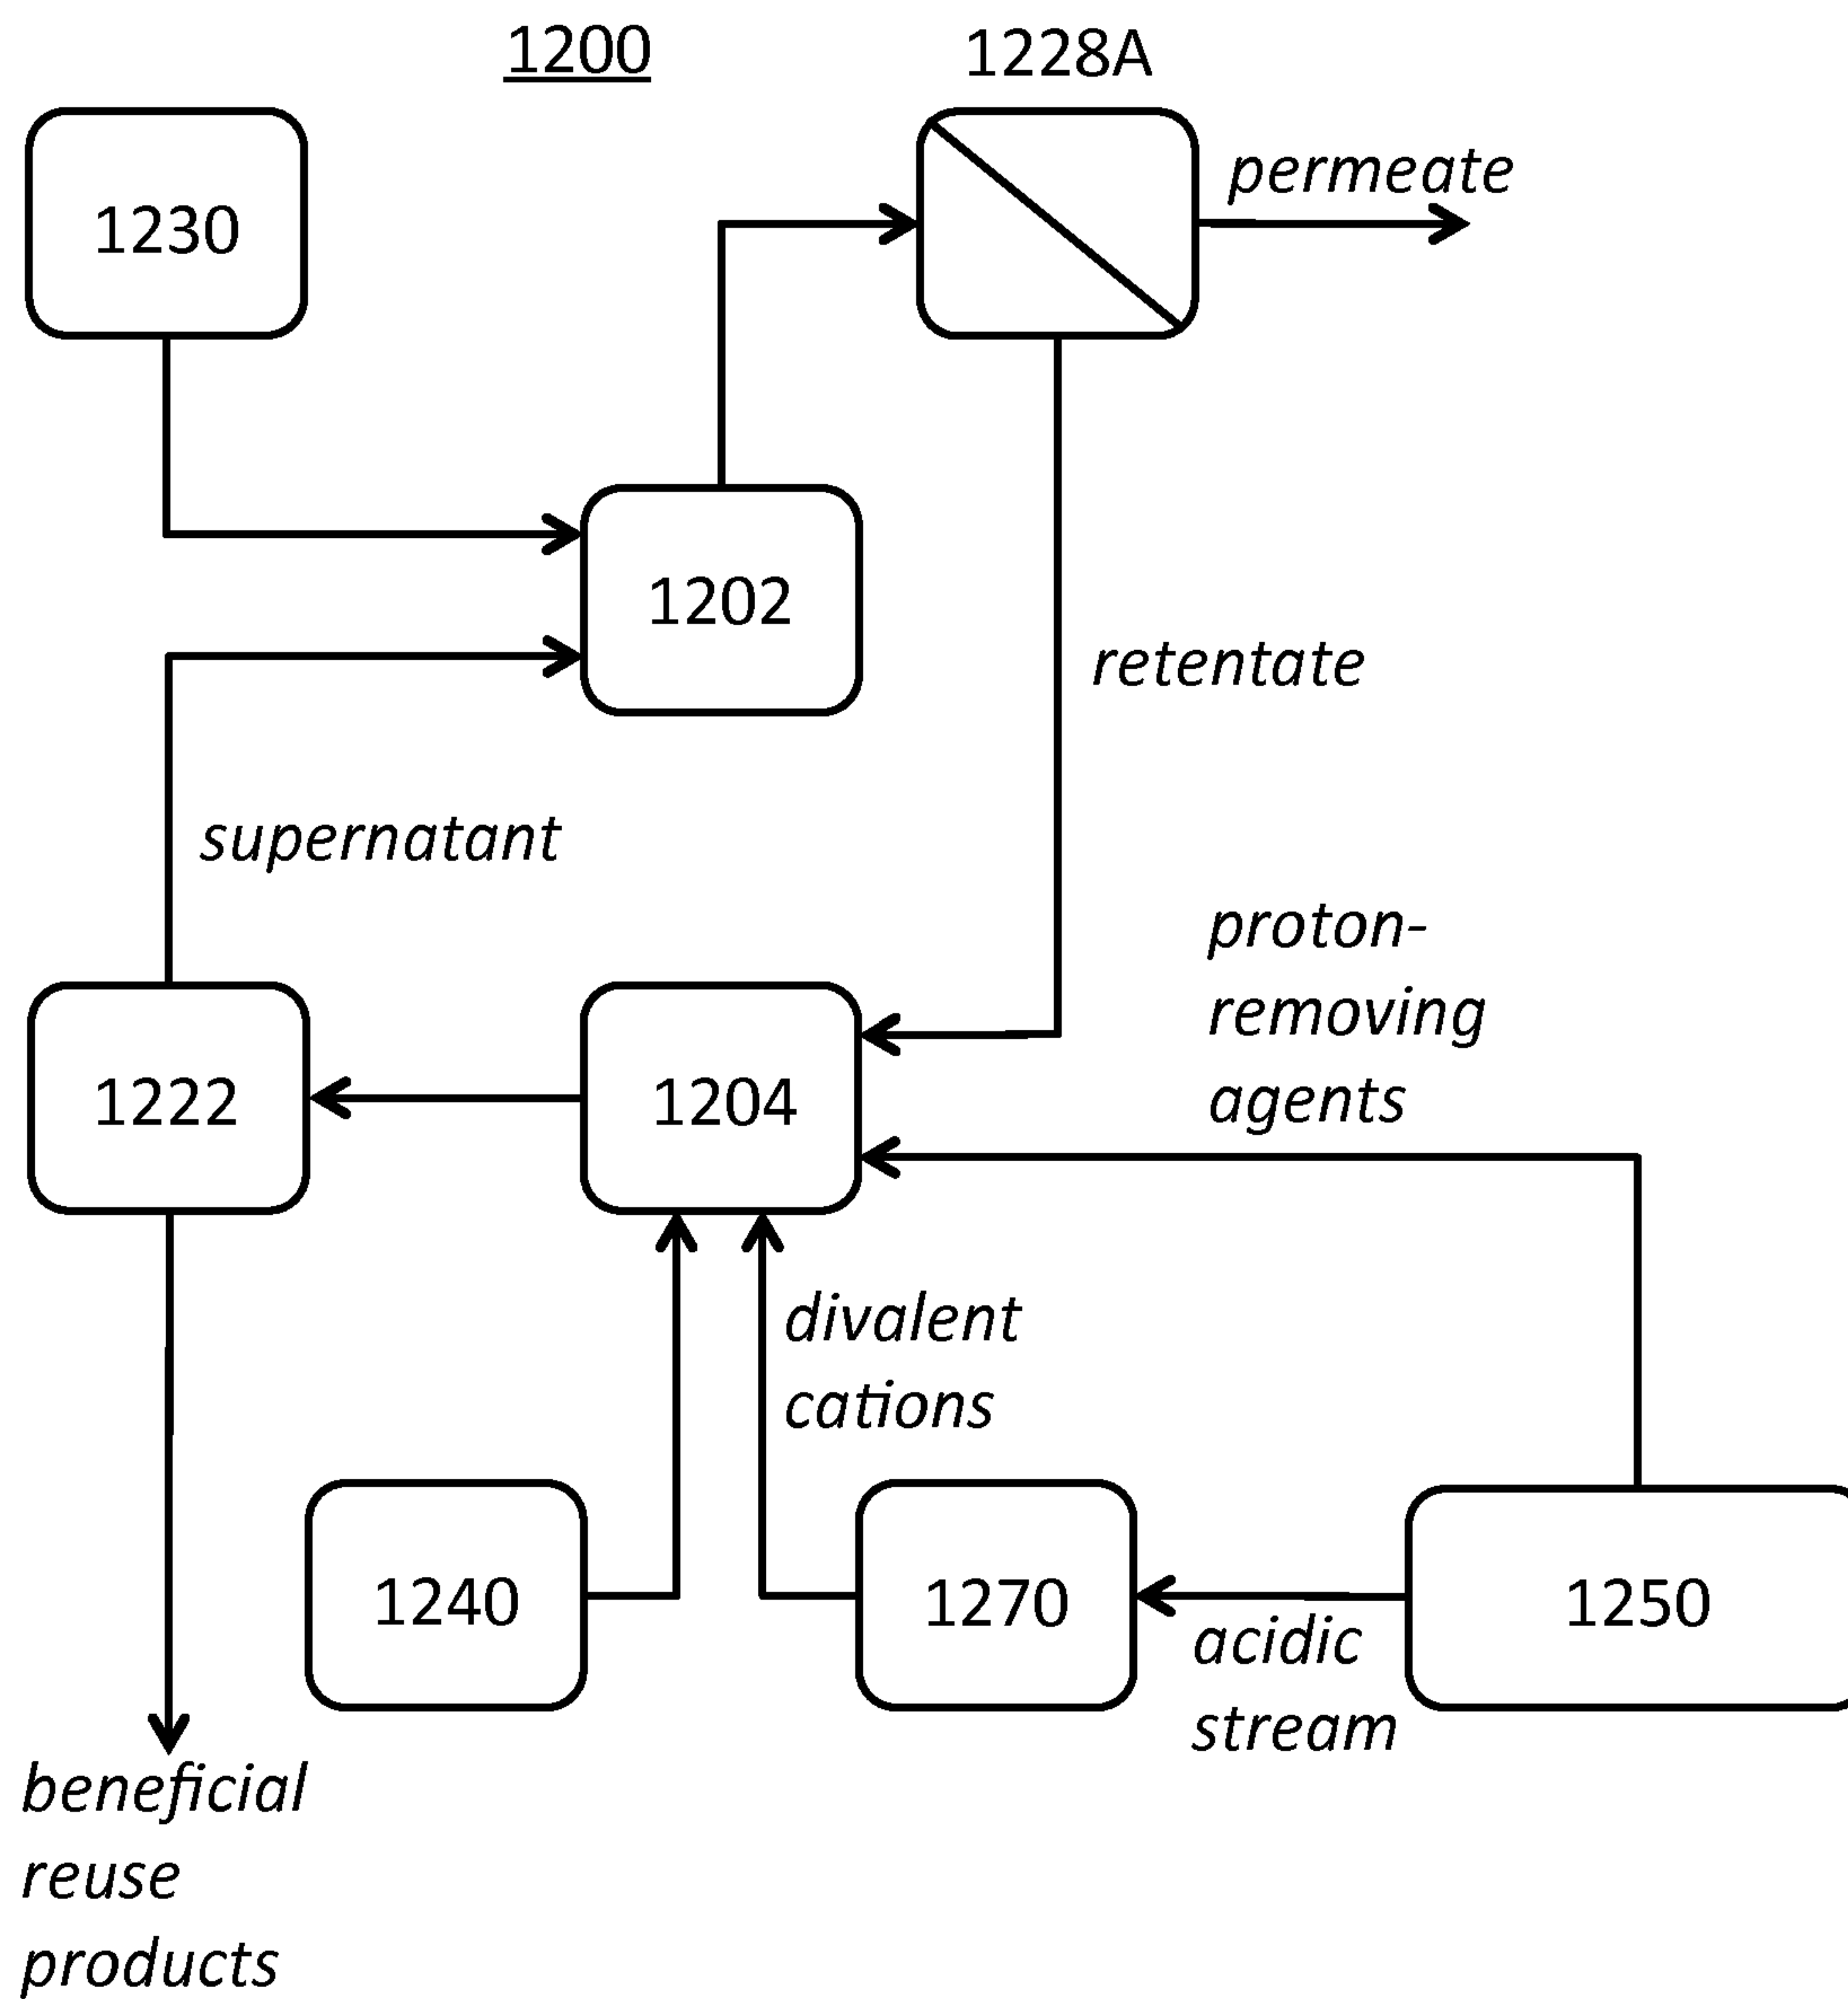 1200
1228A
permeate
1230
1202
retentate
supernatant
proton-
removing
agents
1222
1204
divalent
cations
1240
1270
1250
acidic
stream
beneficial
reuse
products